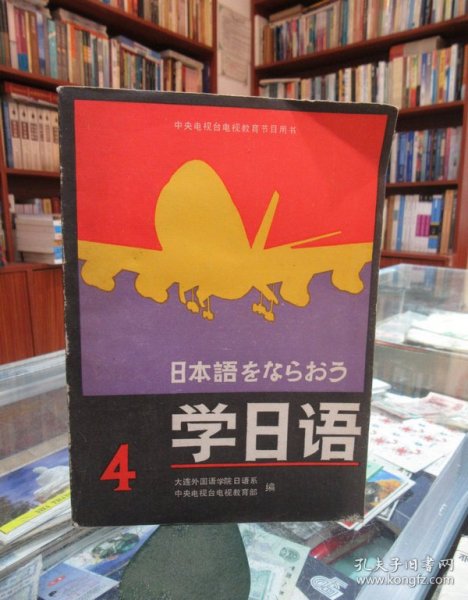 中央电视台电视教育节目用书
日本語をならおう
学日语
4
大连外国语学院日语系
中央电视台电视教育部
编
孔夫子旧书网
www.kongfz.com